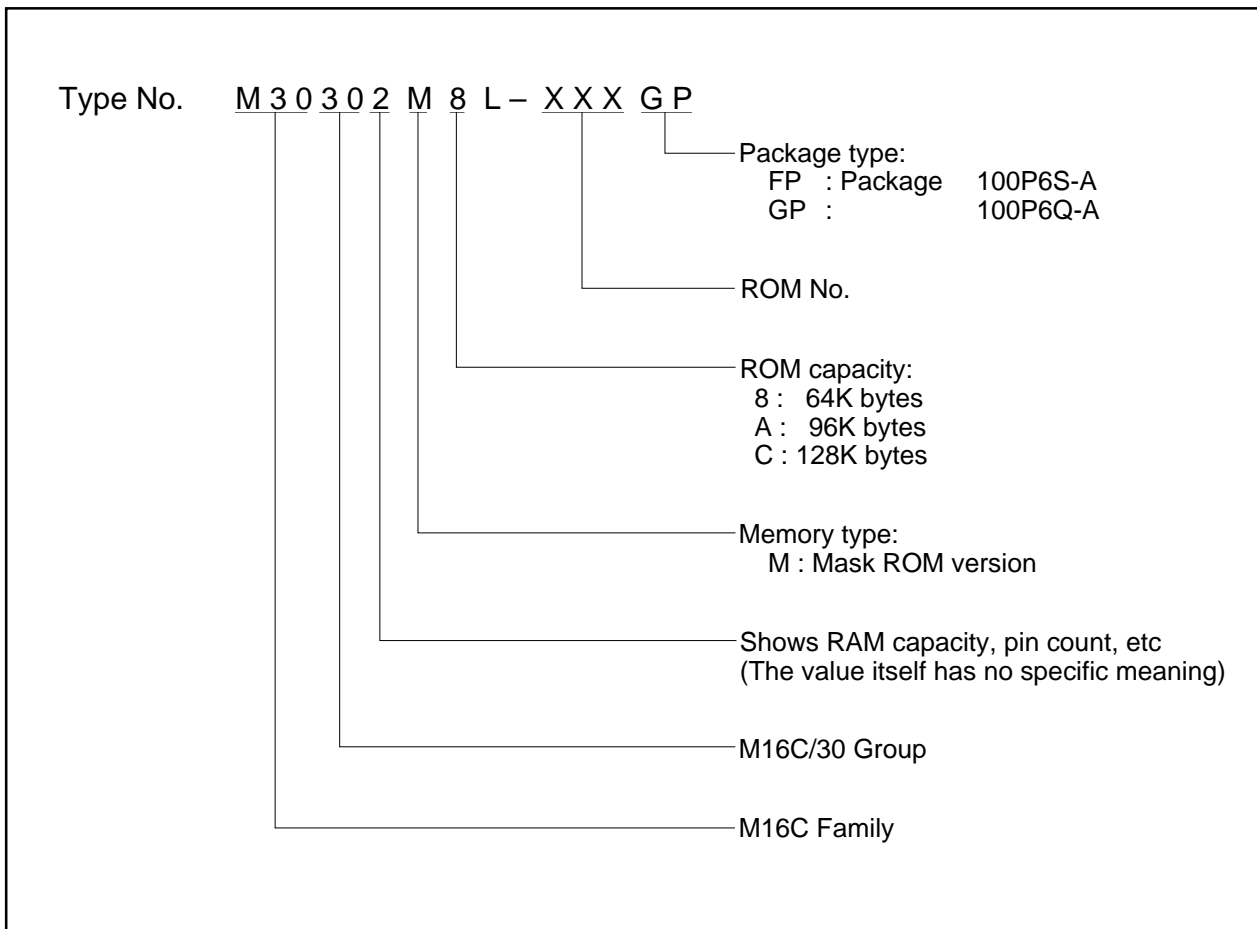 Type No. M 3 0 3 0 2 M 8 L – X X X G P
Package type:
FP : Package 100P6S-A
GP : 100P6Q-A
ROM No.
ROM capacity:
8 : 64K bytes
A : 96K bytes
C : 128K bytes
Memory type:
M : Mask ROM version
Shows RAM capacity, pin count, etc
(The value itself has no specific meaning)
M16C/30 Group
M16C Family